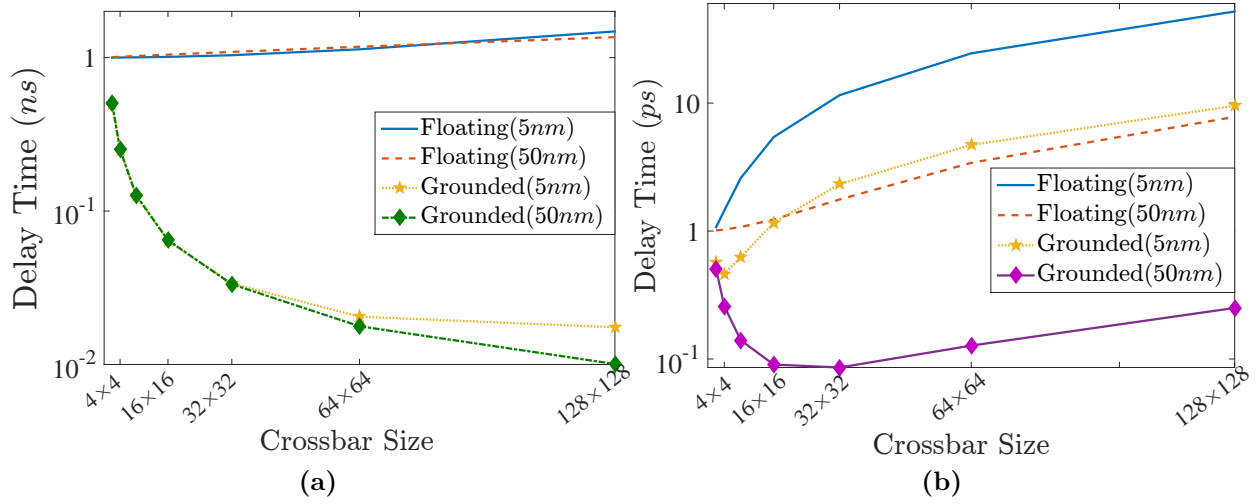 Delay Time (ns)
1
10^-1
10^-2
Floating(5nm)
Floating(50nm)
Grounded(5nm)
Grounded(50nm)
4×4
16×16
32×32
64×64
128×128
Crossbar Size
(a)
Delay Time (ps)
10
1
10^-1
Floating(5nm)
Floating(50nm)
Grounded(5nm)
Grounded(50nm)
4×4
16×16
32×32
64×64
128×128
Crossbar Size
(b)